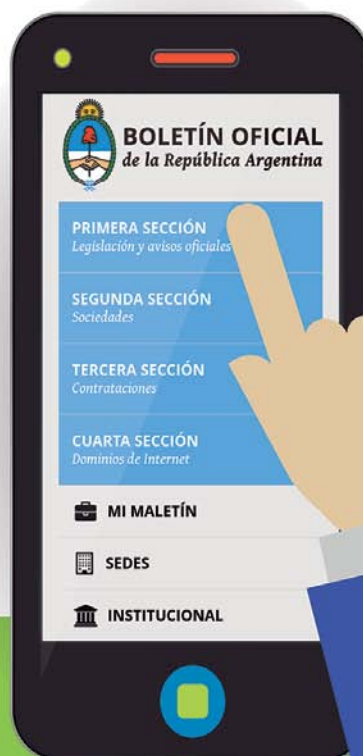 BOLETÍN OFICIAL
de la República Argentina
PRIMERA SECCIÓN
Legislación y avisos oficiales
SEGUNDA SECCIÓN
Sociedades
TERCERA SECCIÓN
Contrataciones
CUARTA SECCIÓN
Dominios de Internet
MI MALETÍN
SEDES
INSTITUCIONAL